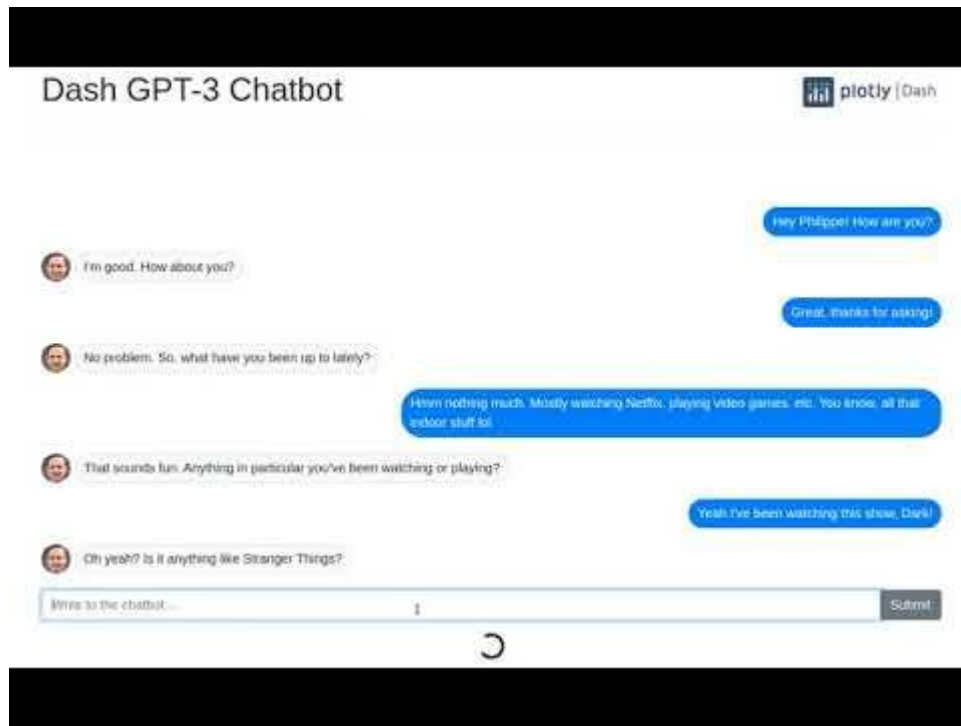 Dash GPT-3 Chatbot
plotly | Dash
Hey Philippe! How are you?
I'm good. How about you?
Great, thanks for asking!
No problem. So, what have you been up to lately?
Hmm nothing much. Mostly watching Netflix, playing video games, etc. You know, all that
indoor stuff lol
That sounds fun. Anything in particular you've been watching or playing?
Yeah I've been watching this show, Dark!
Oh yeah? Is it anything like Stranger Things?
Write to the chatbot...
Submit